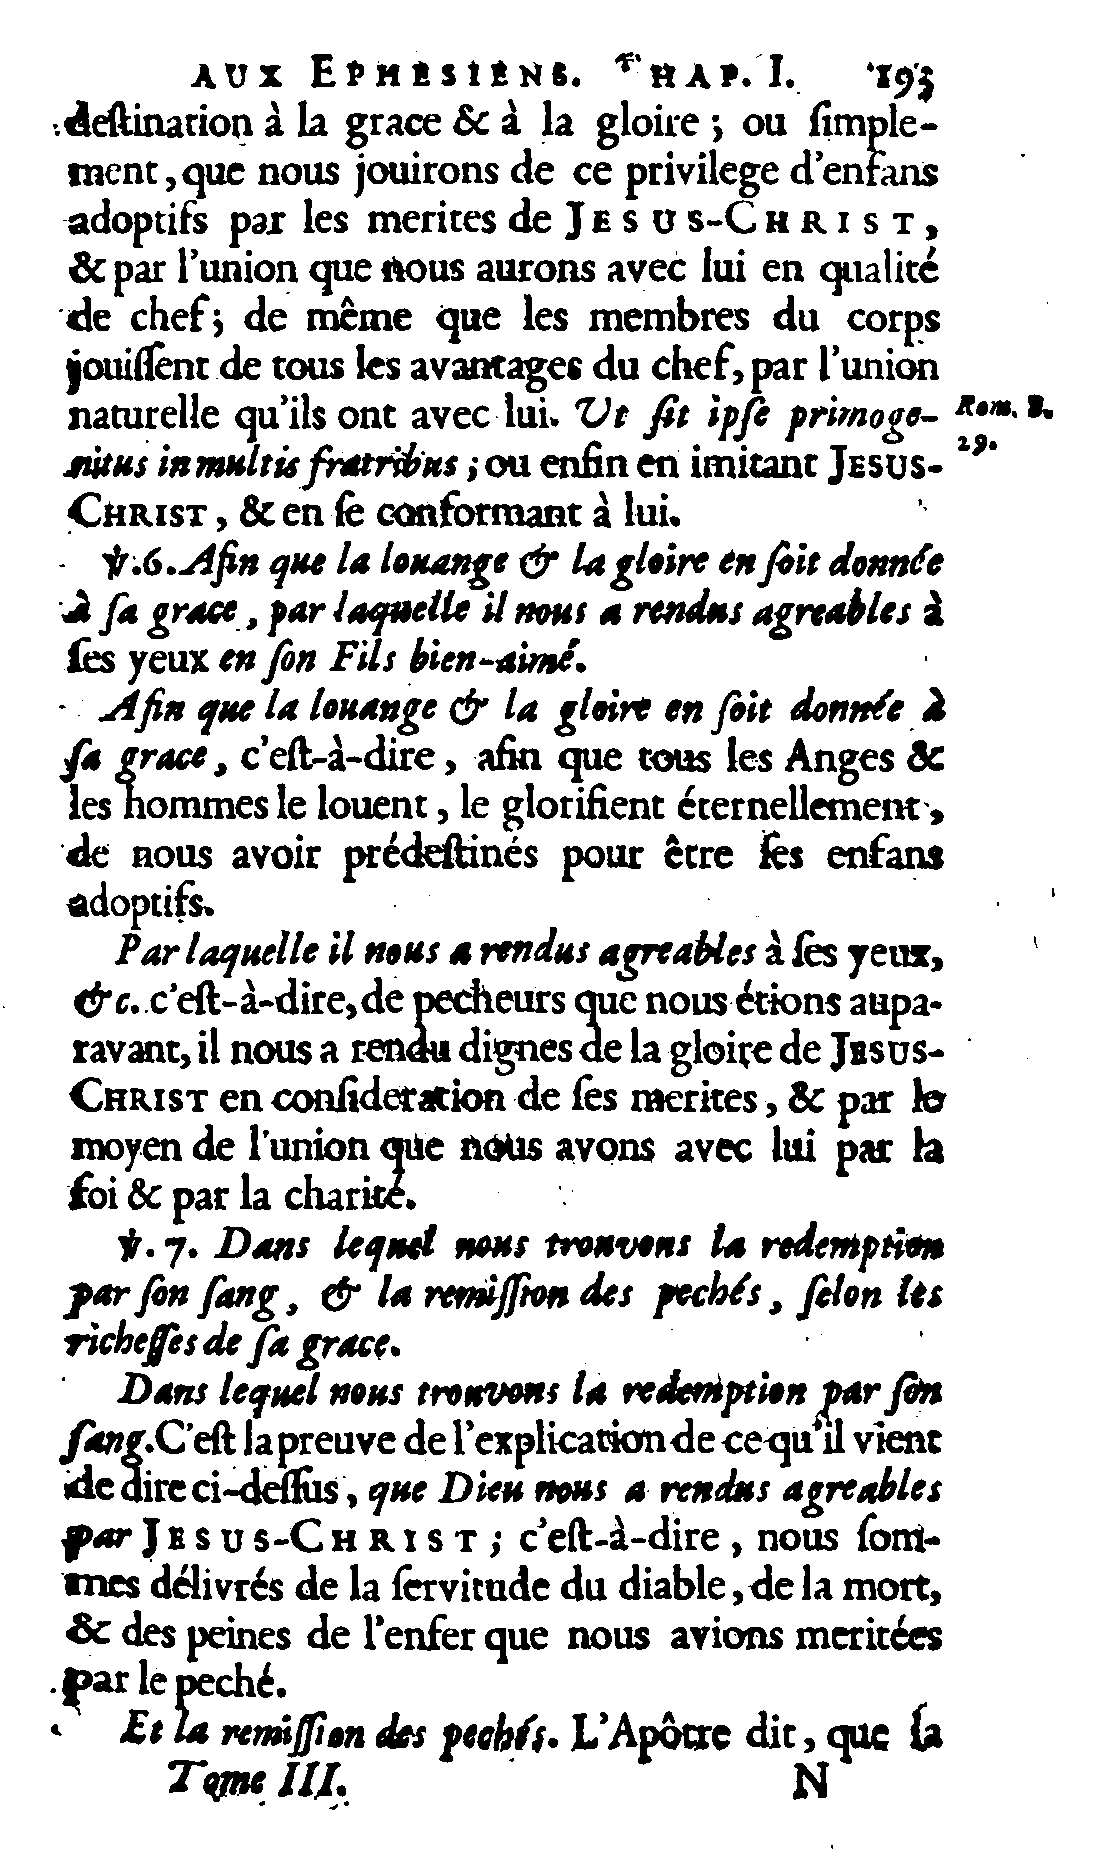 AUX EPHESIENS. CHAP. I. 193
destination à la grace & à la gloire ; ou simple-
ment, que nous jouirons de ce privilege d'enfans
adoptifs par les merites de JESUS-CHRIST,
& par l'union que nous aurons avec lui en qualité
de chef; de même que les membres du corps
jouissent de tous les avantages du chef, par l'union
naturelle qu'ils ont avec lui. Ut sit ipse primoge- Rom. 8.
nitus in multis fratribus ; ou enfin en imitant JESUS- 29.
CHRIST, & en se conformant à lui.
℣. 6. Afin que la louange & la gloire en soit donnée
à sa grace, par laquelle il nous a rendus agreables à
ses yeux en son Fils bien-aimé.
Afin que la louange & la gloire en soit donnée à
sa grace, c'est-à-dire, afin que tous les Anges &
les hommes le louent, le glorifient éternellement,
de nous avoir prédestinés pour être ses enfans
adoptifs.
Par laquelle il nous a rendus agreables à ses yeux,
&c. c'est-à-dire, de pecheurs que nous étions aupa-
ravant, il nous a rendu dignes de la gloire de JESUS-
CHRIST en consideration de ses merites, & par le
moyen de l'union que nous avons avec lui par la
foi & par la charité.
℣. 7. Dans lequel nous trouvons la redemption
par son sang, & la remission des pechés, selon les
richesses de sa grace.
Dans lequel nous trouvons la redemption par son
sang. C'est la preuve de l'explication de ce qu'il vient
de dire ci-dessus, que Dieu nous a rendus agreables
par JESUS-CHRIST ; c'est-à-dire, nous som-
mes délivrés de la servitude du diable, de la mort,
& des peines de l'enfer que nous avions meritées
par le peché.
Et la remission des pechés. L'Apôtre dit, que sa
Tome III. N